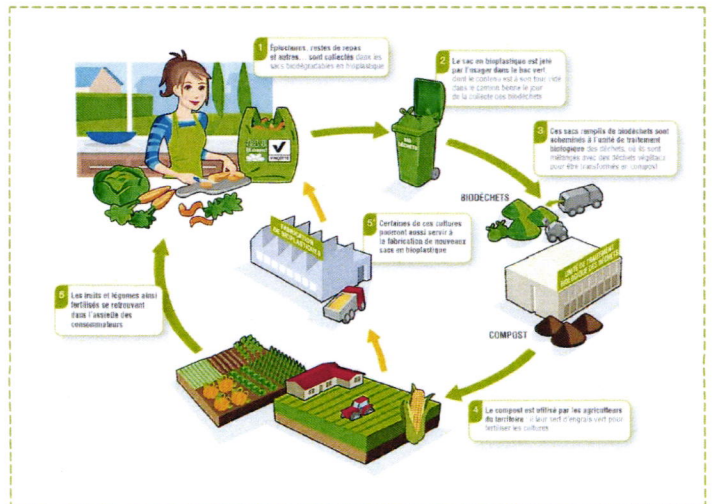 1 Épluchures, restes de repas
et autres... sont collectés dans les
sacs biodégradables en bioplastique
2 Le sac en bioplastique est jeté
par l'usager dans le bac vert
dont le contenu est à son tour vidé
dans le camion benne le jour
de la collecte des biodéchets
BIO
DÉCHETS
3 Ces sacs remplis de biodéchets sont
acheminés à l'unité de traitement
biologique des déchets, où ils sont
mélangés avec des déchets végétaux
pour être transformés en compost
BIODÉCHETS
UNITÉ DE TRAITEMENT
BIOLOGIQUE DES DÉCHETS
COMPOST
4 Le compost est utilisé par les agriculteurs
du territoire : il leur sert d'engrais vert pour
fertiliser les cultures
5 Les fruits et légumes ainsi
fertilisés se retrouvent
dans l'assiette des
consommateurs
5' Certaines de ces cultures
pourront aussi servir à
la fabrication de nouveaux
sacs en bioplastique
FABRICATION
DE BIOPLASTIQUES